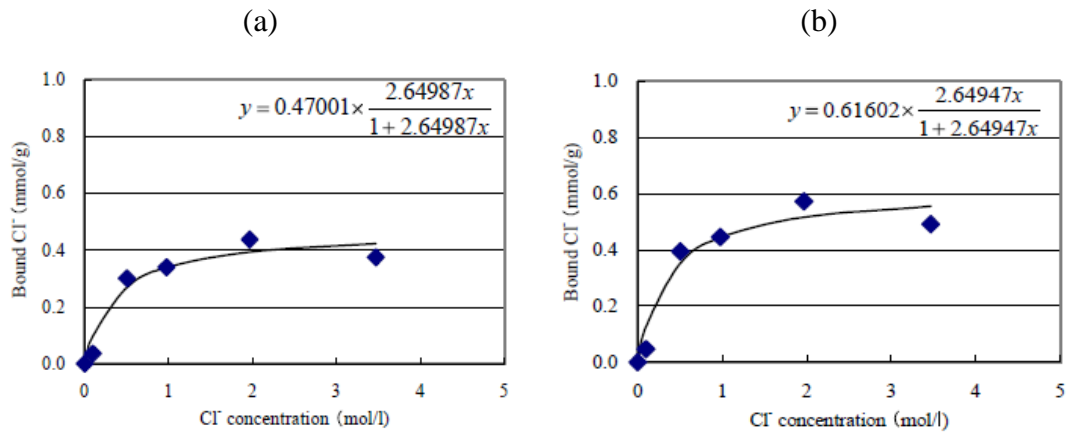 (a)
(b)
y = 0.47001 × 2.64987x / 1 + 2.64987x
Bound Cl⁻ (mmol/g)
1.0
0.8
0.6
0.4
0.2
0.0
0 1 2 3 4 5
Cl⁻ concentration (mol/l)
y = 0.61602 × 2.64947x / 1 + 2.64947x
Bound Cl⁻ (mmol/g)
1.0
0.8
0.6
0.4
0.2
0.0
0 1 2 3 4 5
Cl⁻ concentration (mol/l)